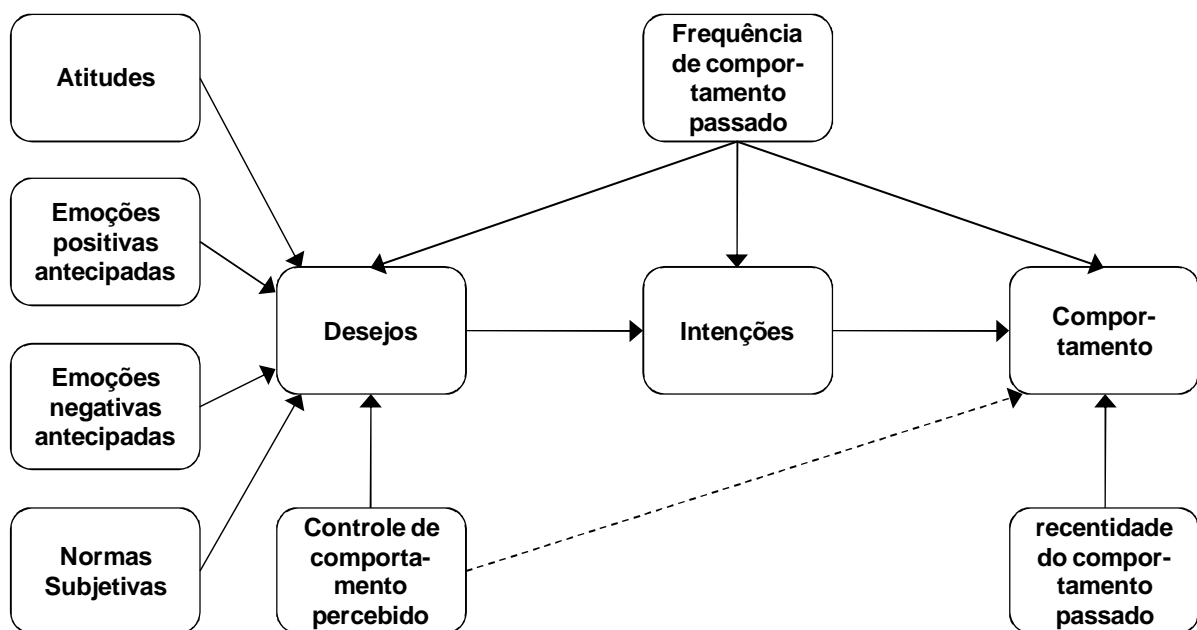 Atitudes
Frequência
de compor-
tamento
passado
Emoções
positivas
antecipadas
Desejos
Intenções
Compor-
tamento
Emoções
negativas
antecipadas
Normas
Subjetivas
Controle de
comporta-
mento
percebido
recentidade
do compor-
tamento
passado